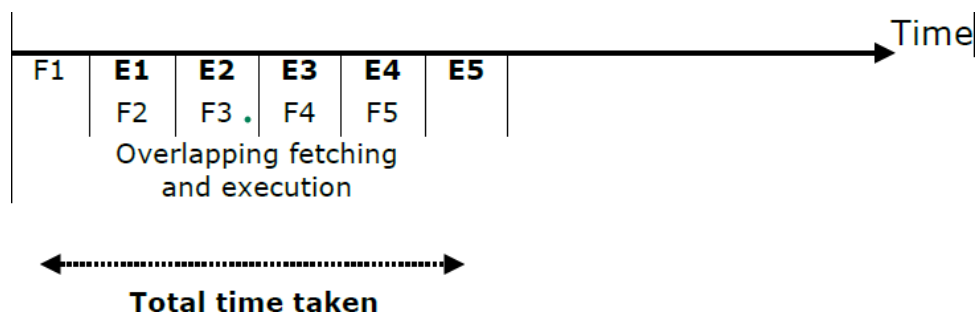 Time
F1 E1 E2 E3 E4 E5
F2 F3 . F4 F5
Overlapping fetching
and execution
Total time taken